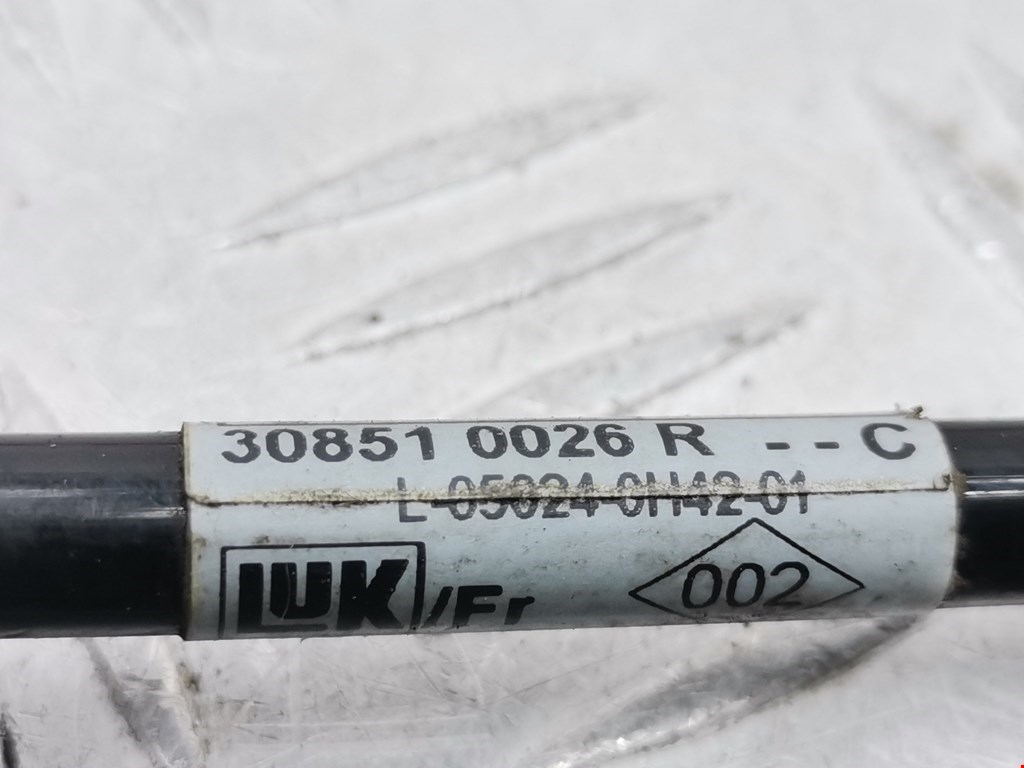 30851 0026 R - - C
L-05024-0H42-01
LUK/Fr 002